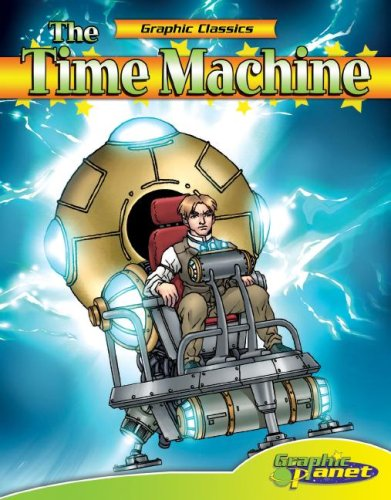 Graphic Classics
The
Time Machine
Graphic
planet